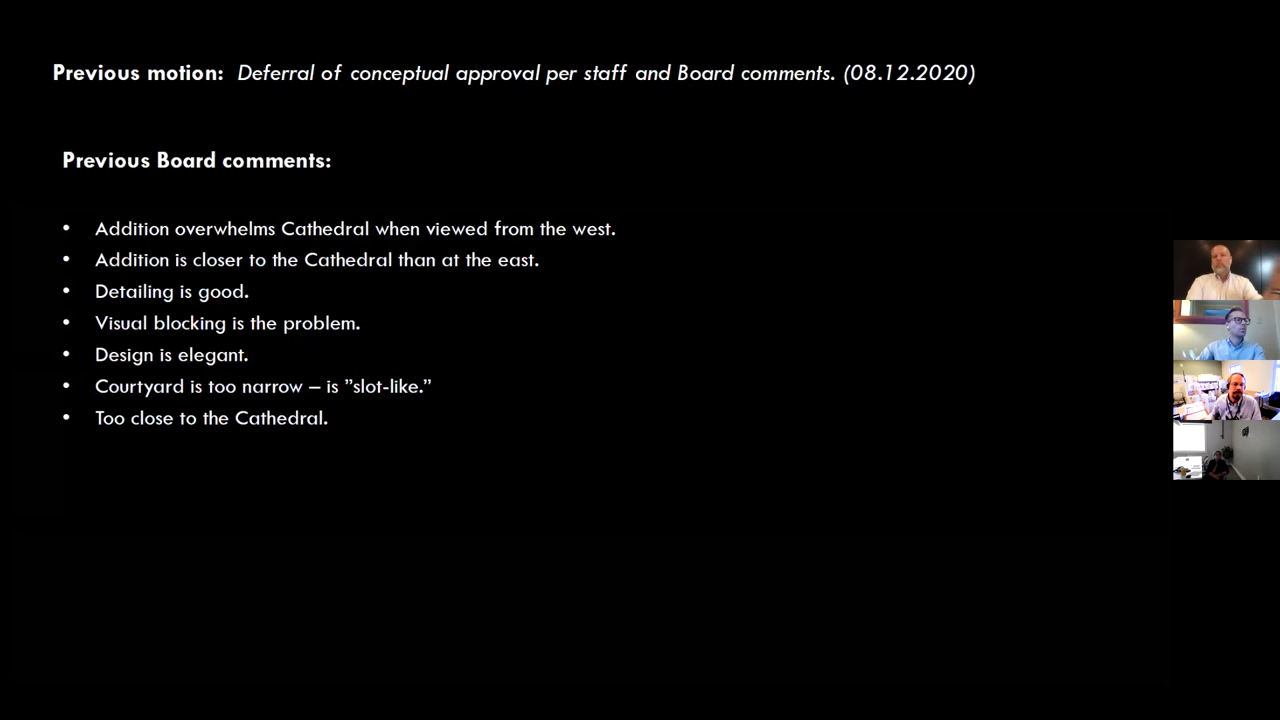 Previous motion: Deferral of conceptual approval per staff and Board comments. (08.12.2020)
Previous Board comments:
• Addition overwhelms Cathedral when viewed from the west.
• Addition is closer to the Cathedral than at the east.
• Detailing is good.
• Visual blocking is the problem.
• Design is elegant.
• Courtyard is too narrow – is ”slot-like.”
• Too close to the Cathedral.